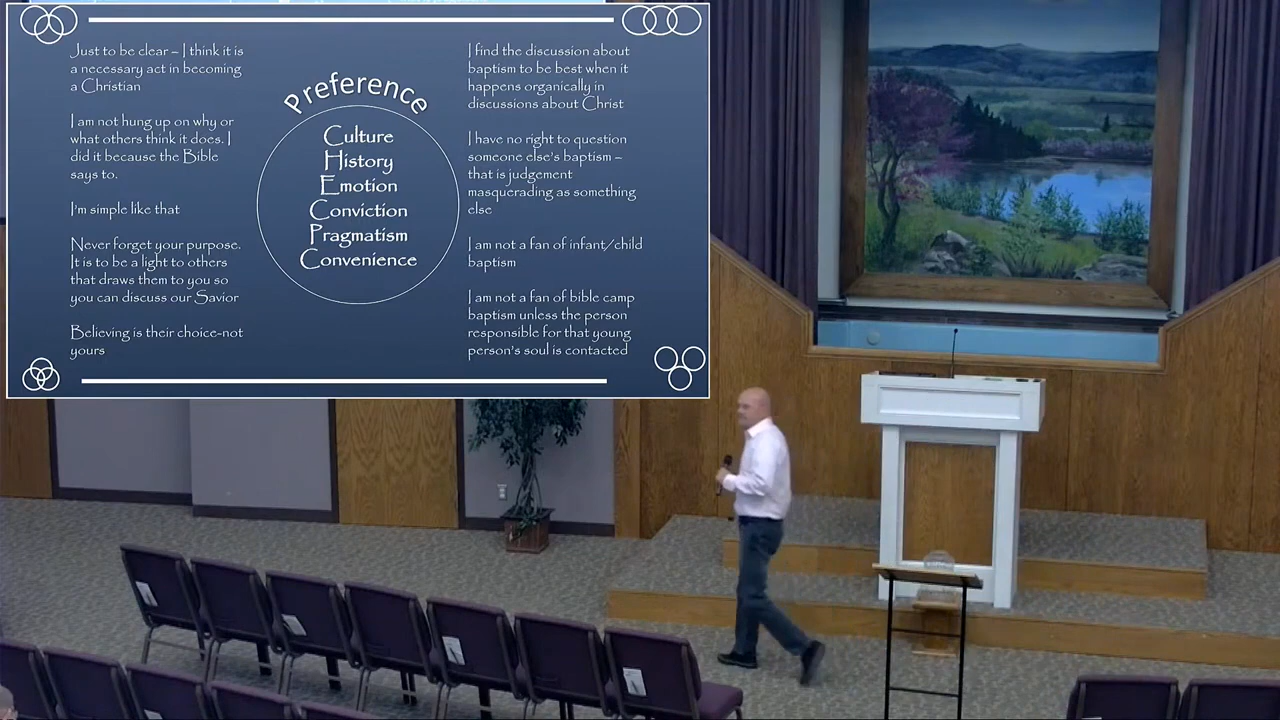 Just to be clear – I think it is
a necessary act in becoming
a Christian
I am not hung up on why or
what others think it does. I
did it because the Bible
says to.
I'm simple like that
Never forget your purpose.
It is to be a light to others
that draws them to you so
you can discuss our Savior
Believing is their choice-not
yours
Preference
Culture
History
Emotion
Conviction
Pragmatism
Convenience
I find the discussion about
baptism to be best when it
happens organically in
discussions about Christ
I have no right to question
someone else's baptism –
that is judgement
masquerading as something
else
I am not a fan of infant/child
baptism
I am not a fan of bible camp
baptism unless the person
responsible for that young
person's soul is contacted